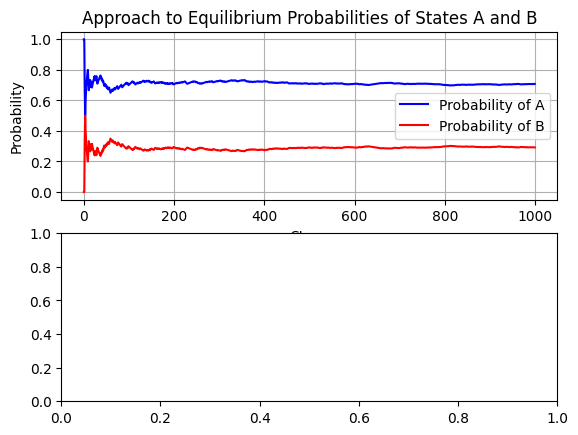 Approach to Equilibrium Probabilities of States A and B
1.0
0.8
0.6
0.4
0.2
0.0
Probability
Probability of A
Probability of B
0 200 400 600 800 1000
1.0
0.8
0.6
0.4
0.2
0.0
0.0 0.2 0.4 0.6 0.8 1.0